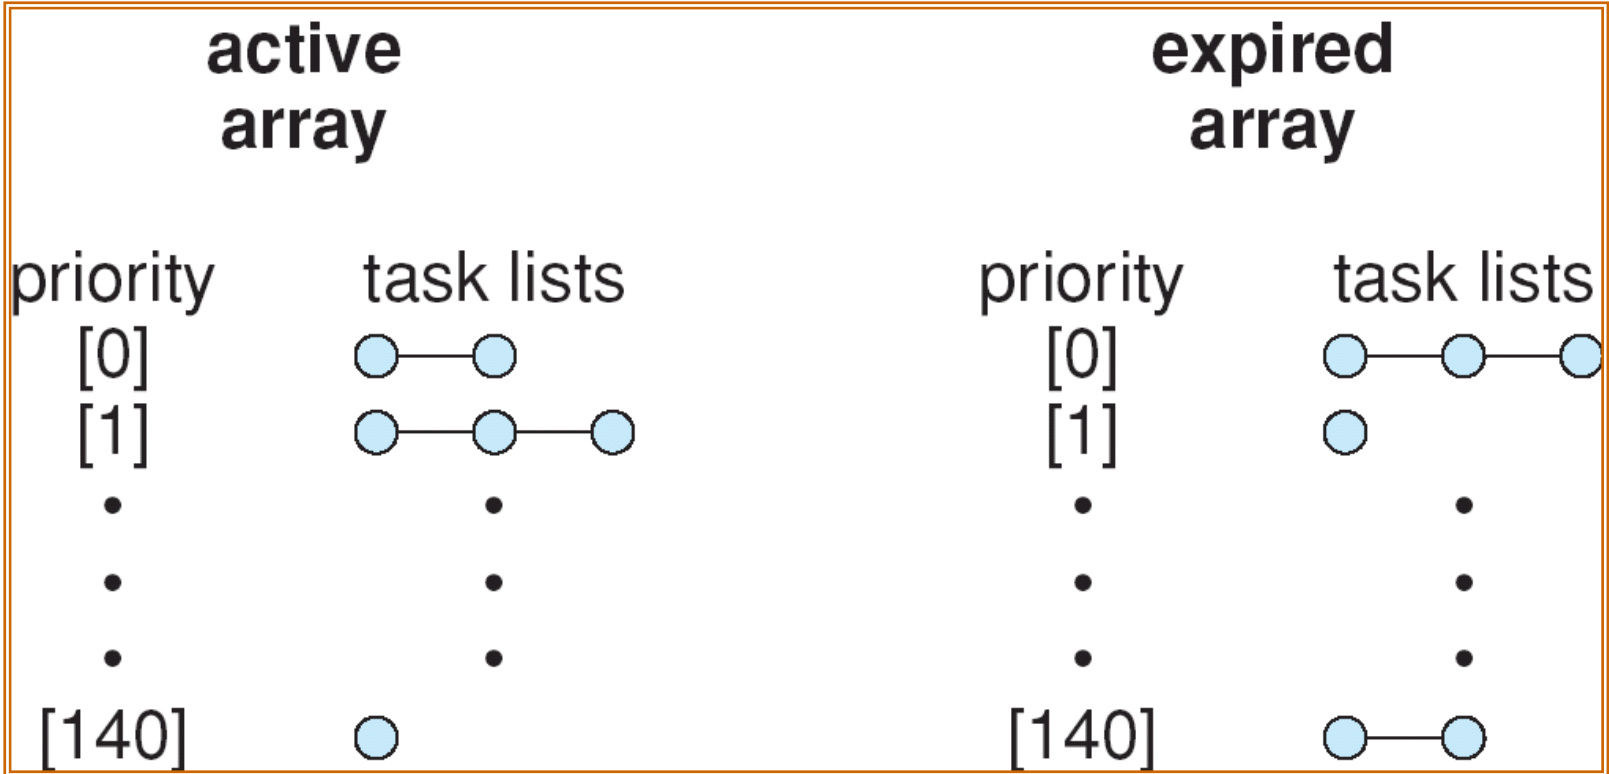 active
array
priority task lists
[0]
[1]
[140]
expired
array
priority task lists
[0]
[1]
[140]